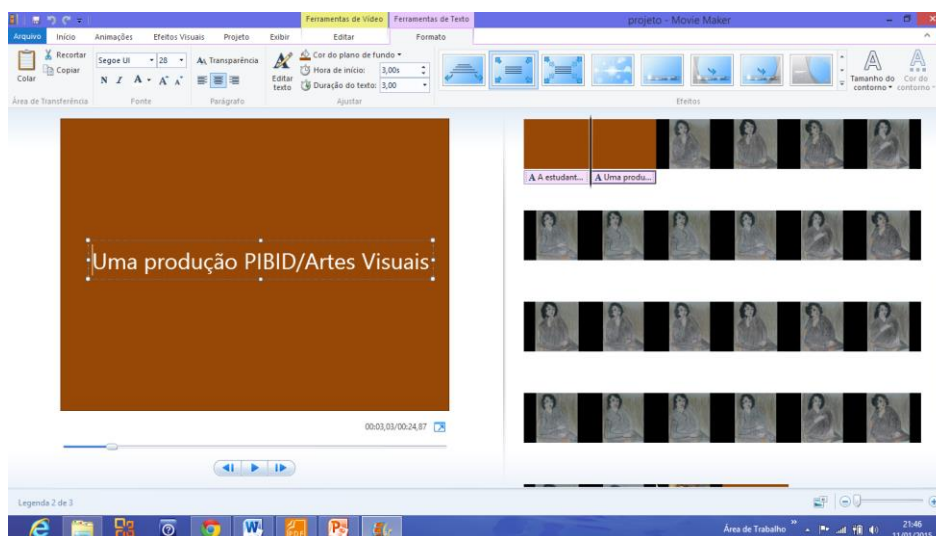 Ferramentas de Vídeo Ferramentas de Texto projeto - Movie Maker
Arquivo Início Animações Efeitos Visuais Projeto Exibir Editar Formato
Colar
Recortar
Copiar
Área de Transferência
Segoe UI 28
N I A A A
Fonte
Transparência
Parágrafo
Editar texto
Cor do plano de fundo
Hora de início: 3,00s
Duração do texto: 3,00
Ajustar
Efeitos
Tamanho do contorno
Cor do contorno
Uma produção PIBID/Artes Visuais
A A estudant... A Uma produ...
00:03,03/00:24,87
Legenda 2 de 3
Área de Trabalho
21:46
11/01/2015